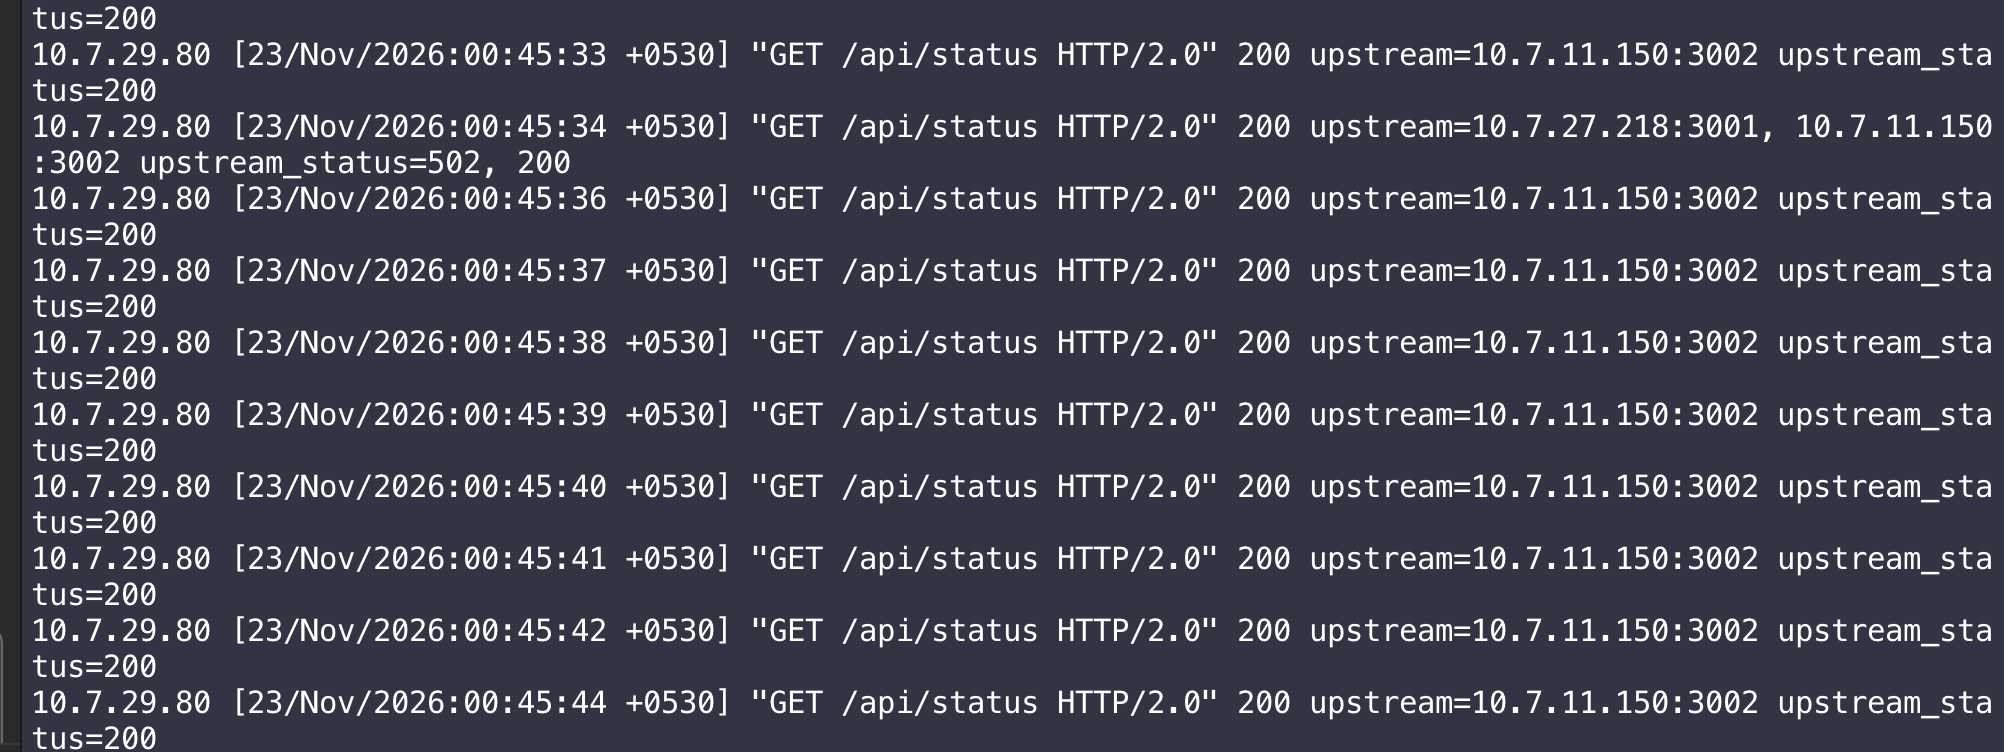 tus=200
10.7.29.80 [23/Nov/2026:00:45:33 +0530] "GET /api/status HTTP/2.0" 200 upstream=10.7.11.150:3002 upstream_sta
tus=200
10.7.29.80 [23/Nov/2026:00:45:34 +0530] "GET /api/status HTTP/2.0" 200 upstream=10.7.27.218:3001, 10.7.11.150
:3002 upstream_status=502, 200
10.7.29.80 [23/Nov/2026:00:45:36 +0530] "GET /api/status HTTP/2.0" 200 upstream=10.7.11.150:3002 upstream_sta
tus=200
10.7.29.80 [23/Nov/2026:00:45:37 +0530] "GET /api/status HTTP/2.0" 200 upstream=10.7.11.150:3002 upstream_sta
tus=200
10.7.29.80 [23/Nov/2026:00:45:38 +0530] "GET /api/status HTTP/2.0" 200 upstream=10.7.11.150:3002 upstream_sta
tus=200
10.7.29.80 [23/Nov/2026:00:45:39 +0530] "GET /api/status HTTP/2.0" 200 upstream=10.7.11.150:3002 upstream_sta
tus=200
10.7.29.80 [23/Nov/2026:00:45:40 +0530] "GET /api/status HTTP/2.0" 200 upstream=10.7.11.150:3002 upstream_sta
tus=200
10.7.29.80 [23/Nov/2026:00:45:41 +0530] "GET /api/status HTTP/2.0" 200 upstream=10.7.11.150:3002 upstream_sta
tus=200
10.7.29.80 [23/Nov/2026:00:45:42 +0530] "GET /api/status HTTP/2.0" 200 upstream=10.7.11.150:3002 upstream_sta
tus=200
10.7.29.80 [23/Nov/2026:00:45:44 +0530] "GET /api/status HTTP/2.0" 200 upstream=10.7.11.150:3002 upstream_sta
tus=200